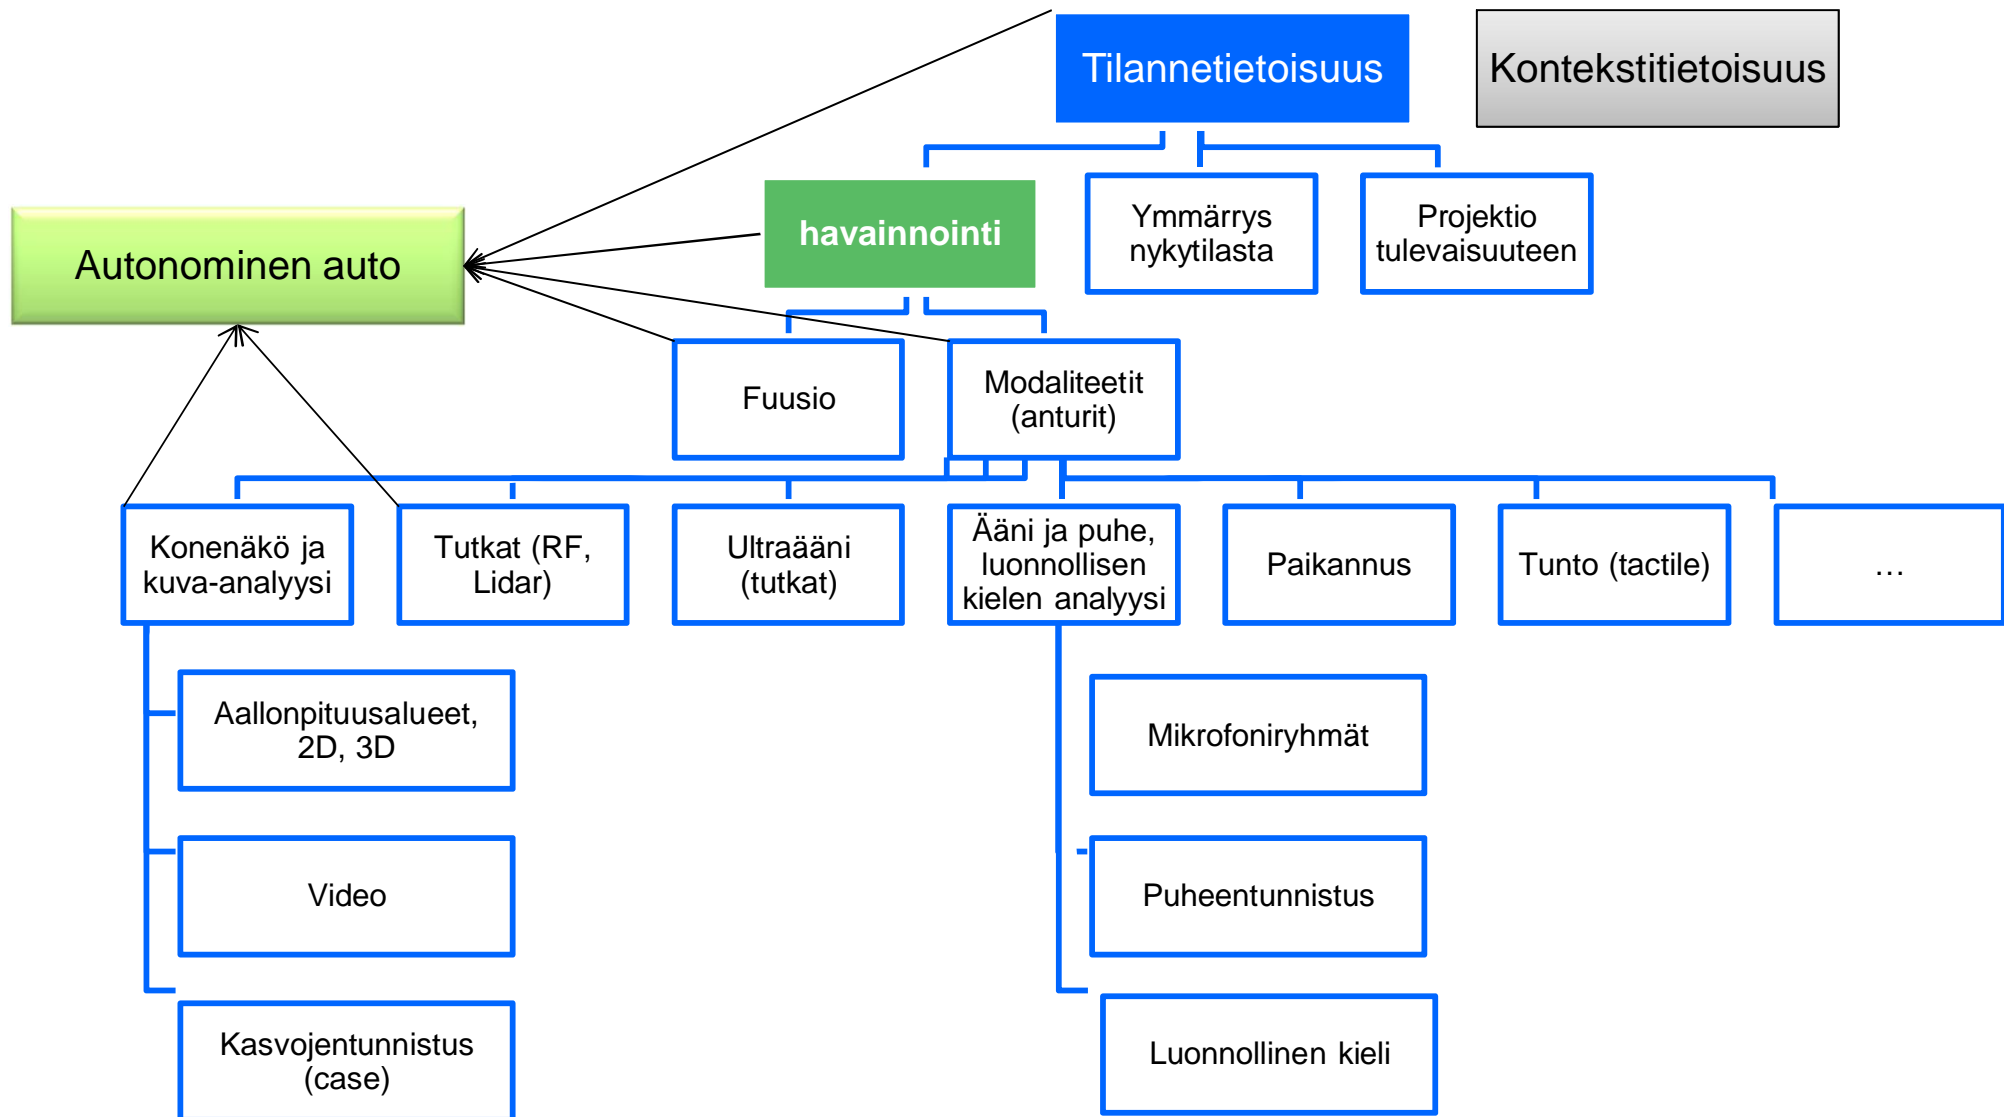 Tilannetietoisuus
Kontekstitietoisuus
havainnointi
Ymmärrys
nykytilasta
Projektio
tulevaisuuteen
Autonominen auto
Fuusio
Modaliteetit
(anturit)
Konenäkö ja
kuva-analyysi
Tutkat (RF,
Lidar)
Ultraääni
(tutkat)
Ääni ja puhe,
luonnollisen
kielen analyysi
Paikannus
Tunto (tactile)
…
Aallonpituusalueet,
2D, 3D
Mikrofoniryhmät
Video
Puheentunnistus
Kasvojentunnistus
(case)
Luonnollinen kieli